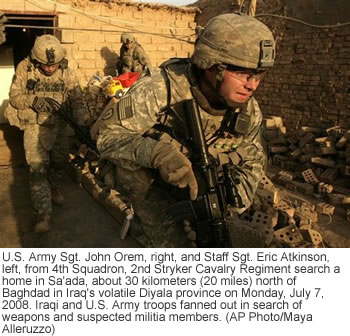 U.S. Army Sgt. John Orem, right, and Staff Sgt. Eric Atkinson,
left, from 4th Squadron, 2nd Stryker Cavalry Regiment search a
home in Sa'ada, about 30 kilometers (20 miles) north of
Baghdad in Iraq's volatile Diyala province on Monday, July 7,
2008. Iraqi and U.S. Army troops fanned out in search of
weapons and suspected militia members. (AP Photo/Maya
Alleruzzo)